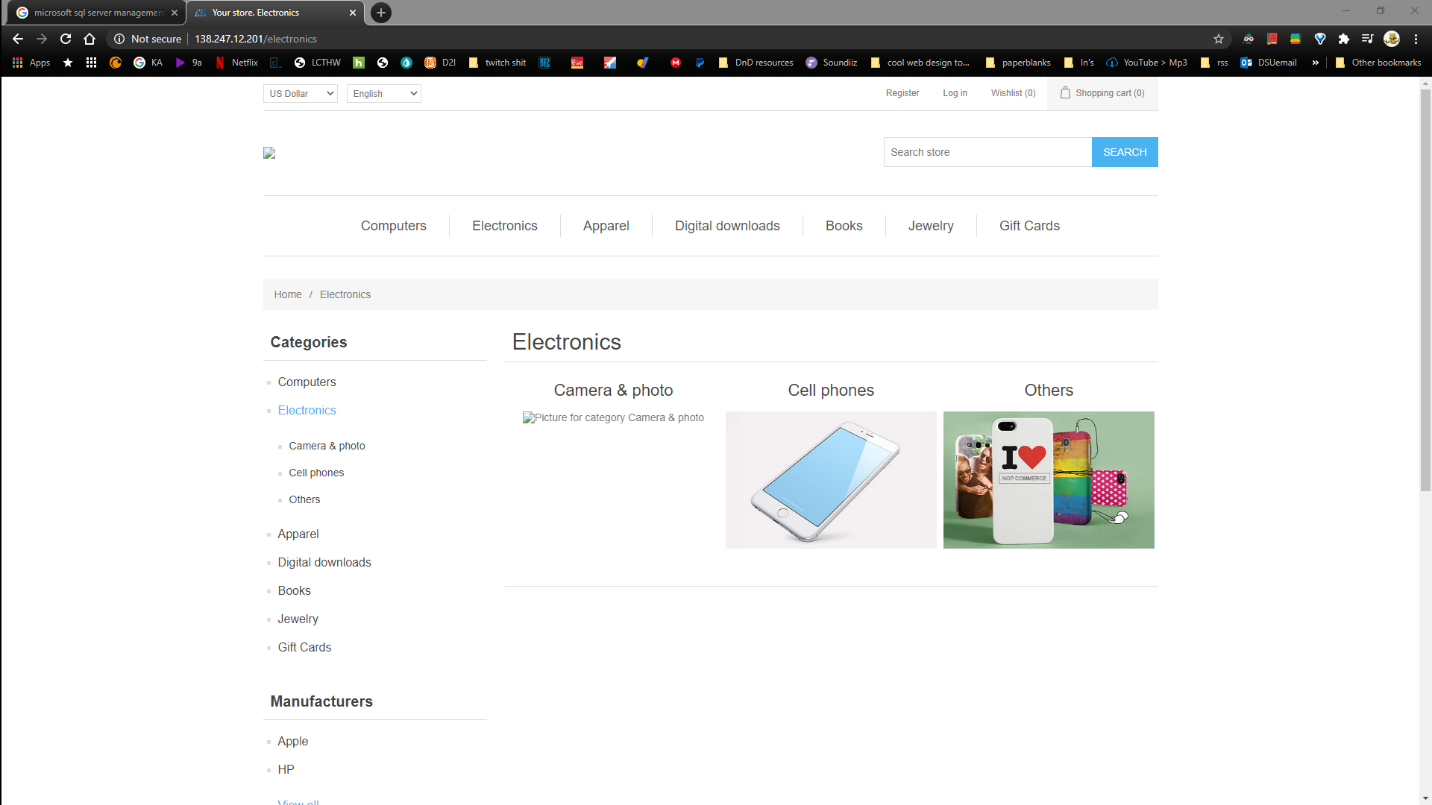 microsoft sql server management
Your store. Electronics
Not secure
138.247.12.201/electronics
Apps
KA
9a
Netflix
LCTHW
D2l
twitch shit
DnD resources
Soundiiz
cool web design to...
paperblanks
In's
YouTube > Mp3
rss
DSUemail
»
Other bookmarks
US Dollar
English
Register
Log in
Wishlist (0)
Shopping cart (0)
Search store
SEARCH
Computers
Electronics
Apparel
Digital downloads
Books
Jewelry
Gift Cards
Home / Electronics
Categories
Computers
Electronics
Camera & photo
Cell phones
Others
Apparel
Digital downloads
Books
Jewelry
Gift Cards
Manufacturers
Apple
HP
View all
Electronics
Camera & photo
Picture for category Camera & photo
Cell phones
Others
I
NOP COMMERCE